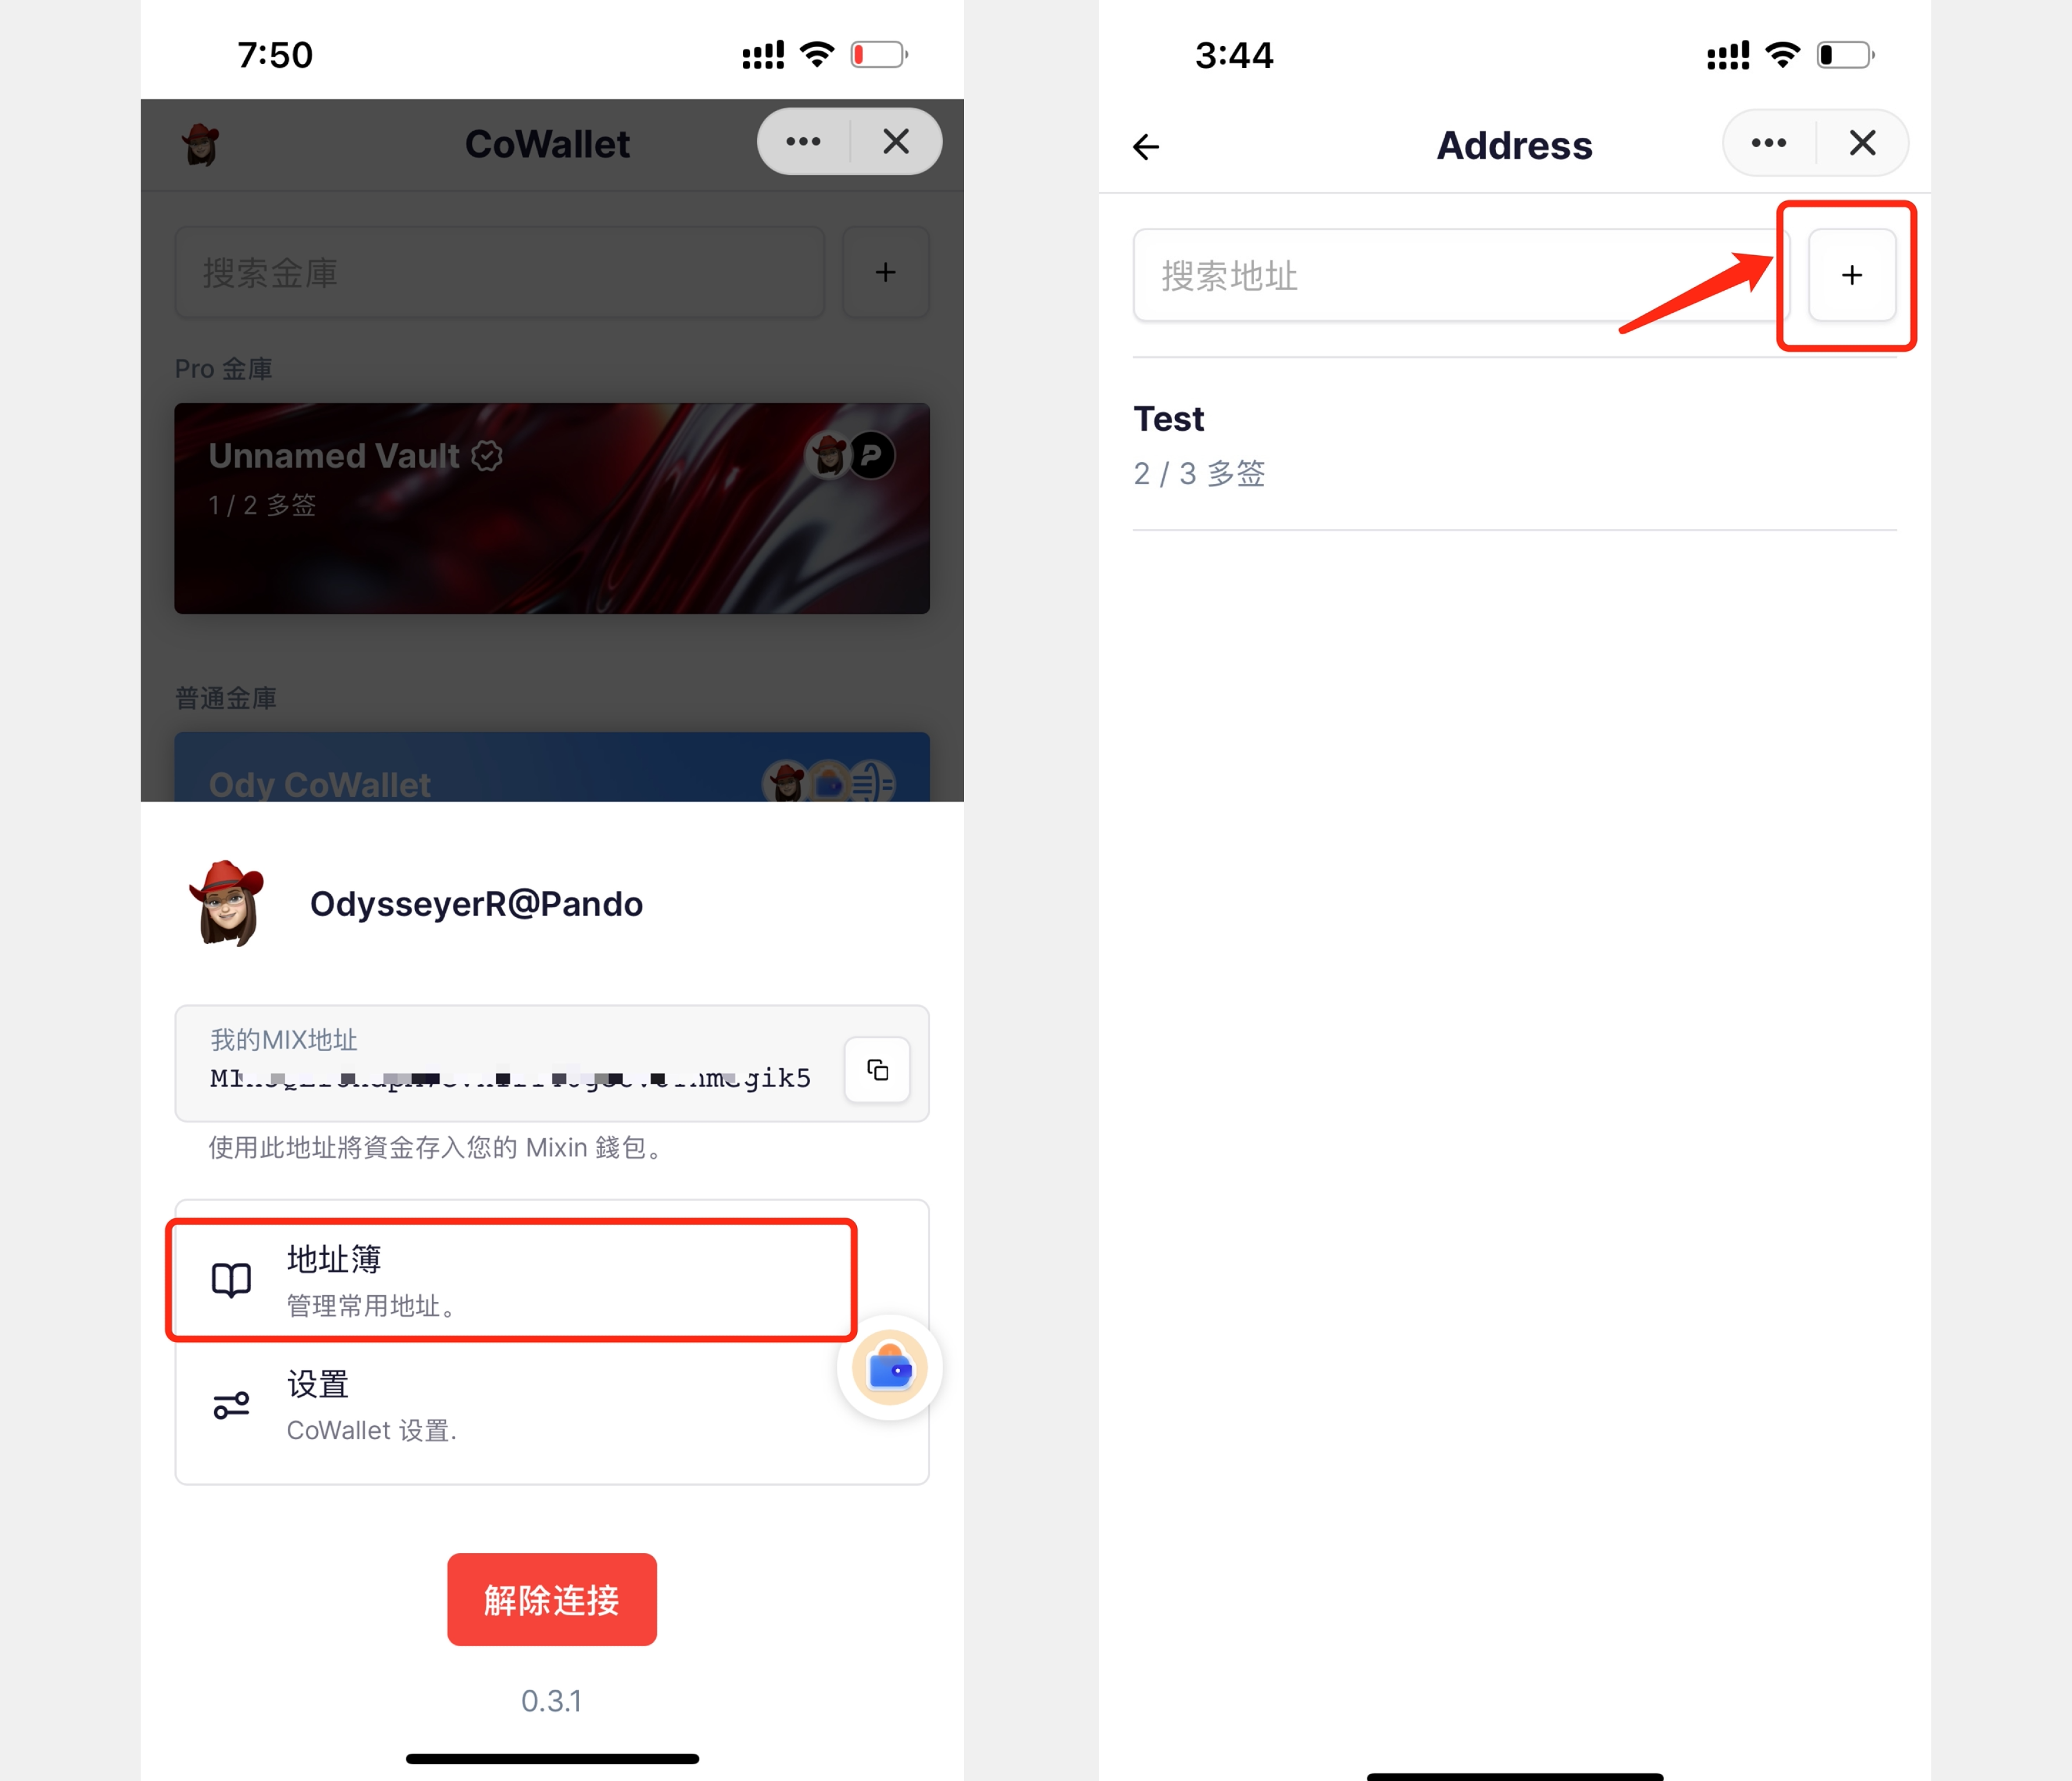 7:50
CoWallet
搜索金庫
Pro 金庫
Unnamed Vault
1 / 2 多签
普通金庫
Ody CoWallet
OdysseyerR@Pando
我的MIX地址
gik5
使用此地址將資金存入您的 Mixin 錢包。
地址簿
管理常用地址。
设置
CoWallet 设置.
解除连接
0.3.1
3:44
Address
搜索地址
Test
2 / 3 多签